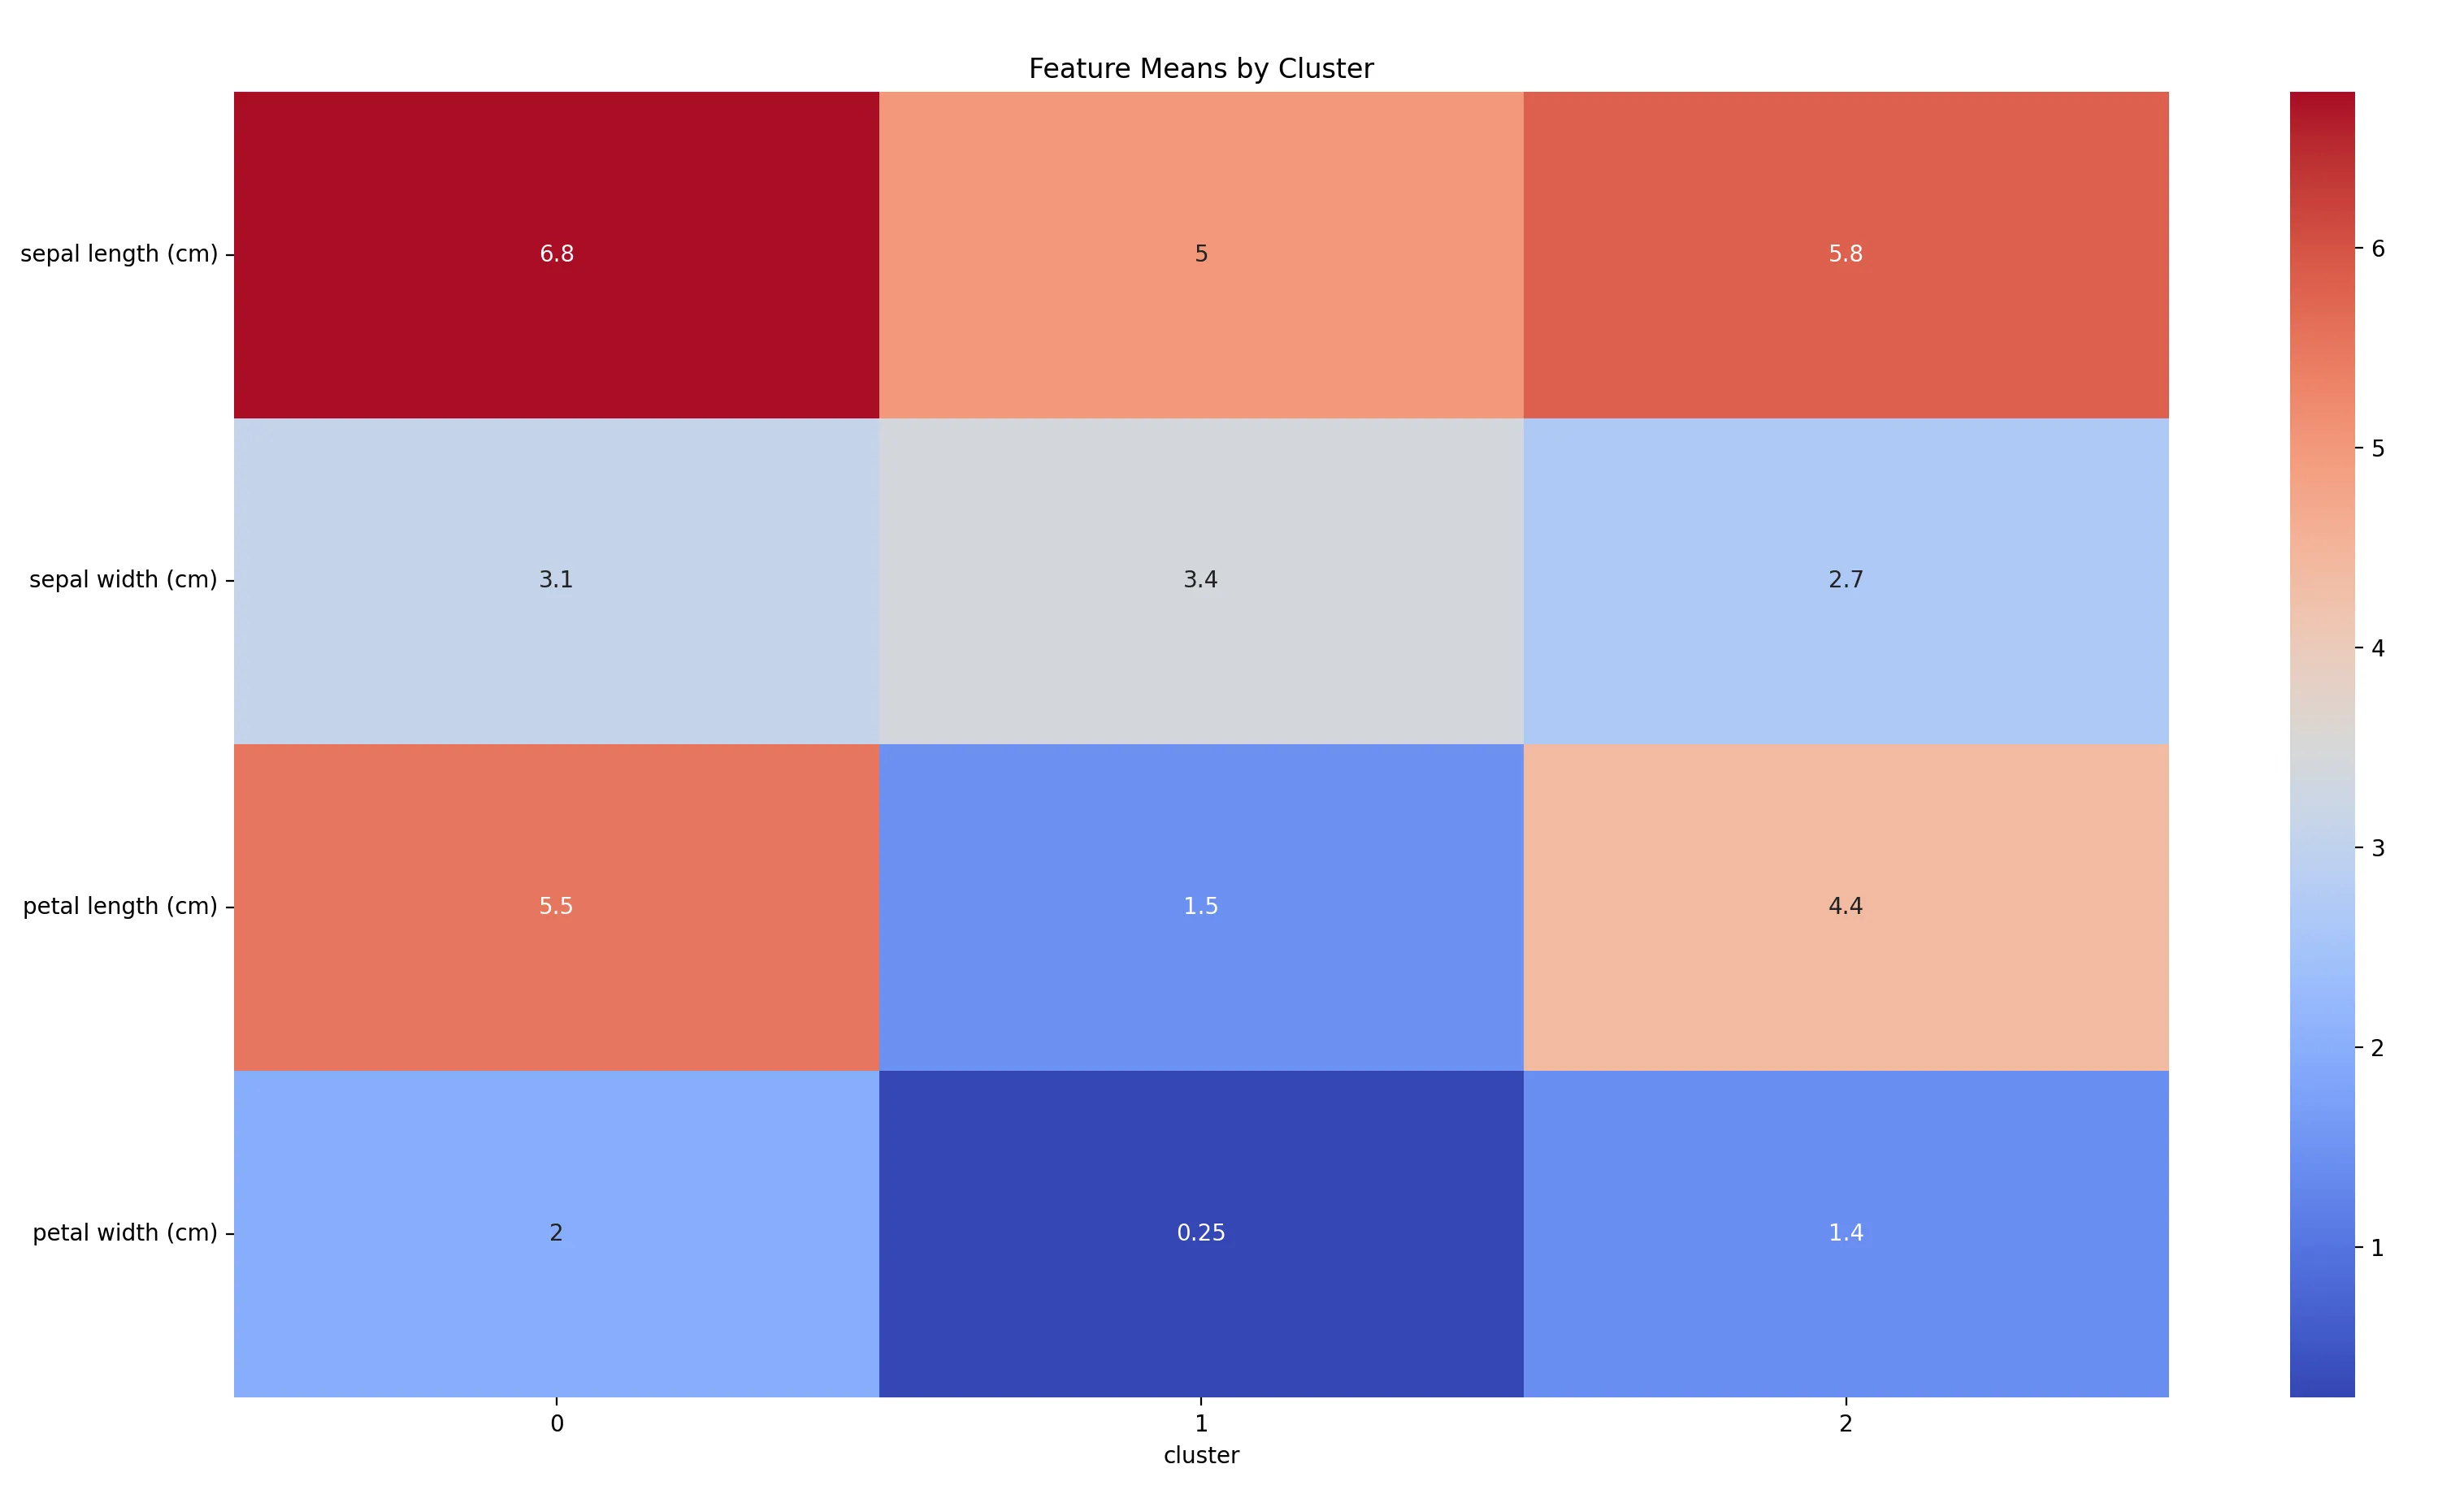 Feature Means by Cluster
sepal length (cm) 6.8 5 5.8
sepal width (cm) 3.1 3.4 2.7
petal length (cm) 5.5 1.5 4.4
petal width (cm) 2 0.25 1.4
0 1 2
cluster
6
5
4
3
2
1